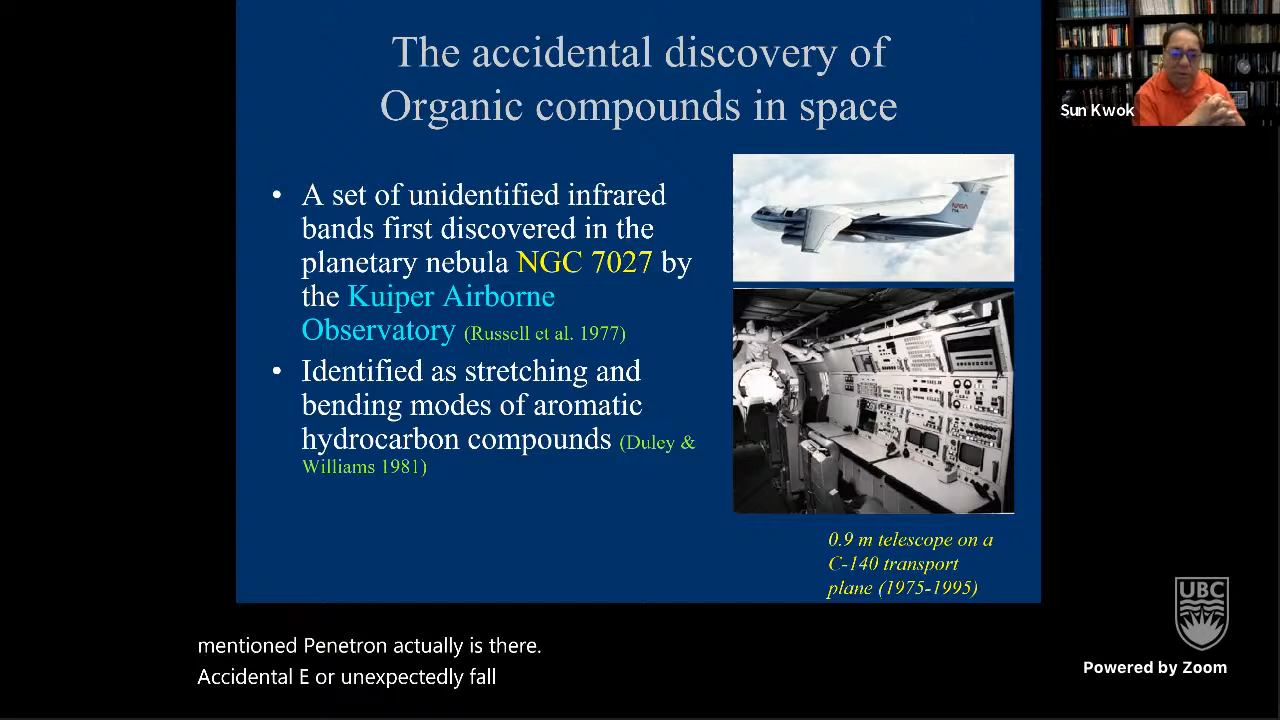 The accidental discovery of
Organic compounds in space
• A set of unidentified infrared
bands first discovered in the
planetary nebula NGC 7027 by
the Kuiper Airborne
Observatory (Russell et al. 1977)
• Identified as stretching and
bending modes of aromatic
hydrocarbon compounds (Duley &
Williams 1981)
NASA
0.9 m telescope on a
C-140 transport
plane (1975-1995)
Sun Kwok
mentioned Penetron actually is there.
Accidental E or unexpectedly fall
UBC
Powered by Zoom